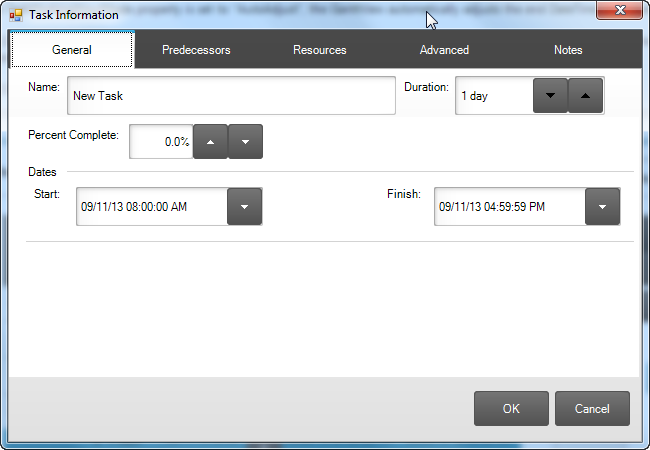 Task Information
General Predecessors Resources Advanced Notes
Name: New Task Duration: 1 day
Percent Complete: 0.0%
Dates
Start: 09/11/13 08:00:00 AM Finish: 09/11/13 04:59:59 PM
OK Cancel